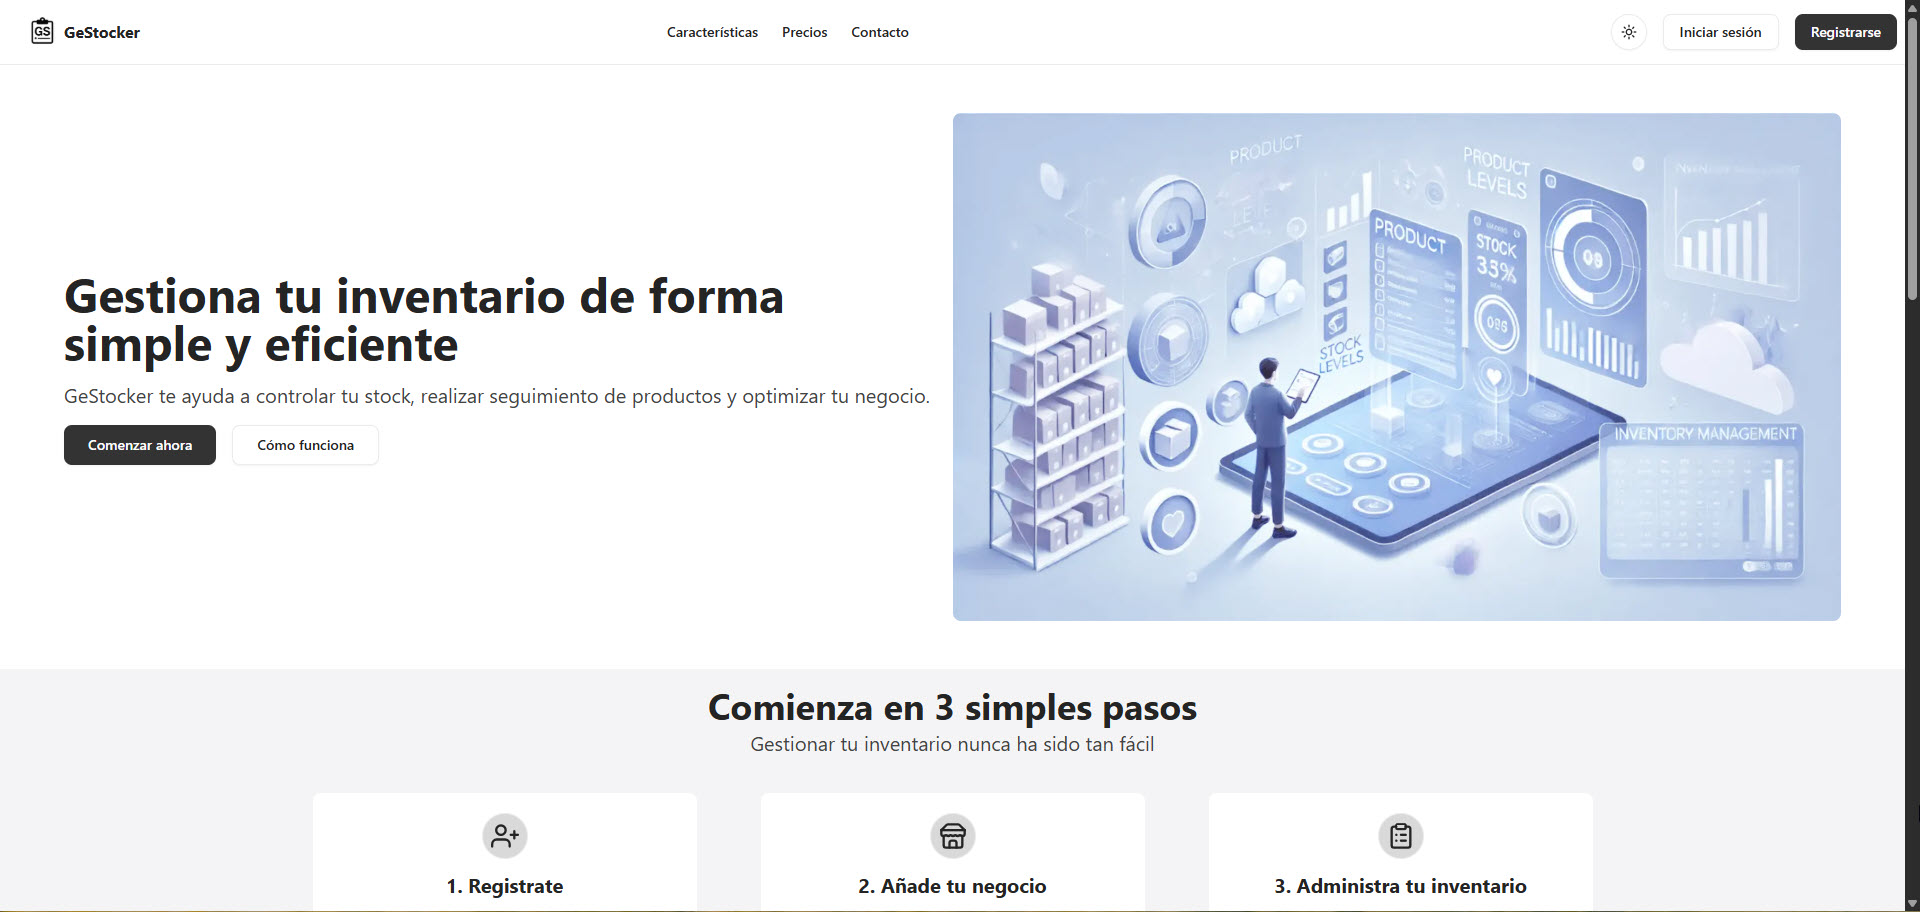 GS
GeStocker
Características
Precios
Contacto
Iniciar sesión
Registrarse
Gestiona tu inventario de forma
simple y eficiente
GeStocker te ayuda a controlar tu stock, realizar seguimiento de productos y optimizar tu negocio.
Comenzar ahora
Cómo funciona
PRODUCT
PRODUCT
LEVELS
PRODUCT
STOCK
35%
09
STOCK
LEVELS
INVENTORY MANAGEMENT
Comienza en 3 simples pasos
Gestionar tu inventario nunca ha sido tan fácil
1. Registrate
2. Añade tu negocio
3. Administra tu inventario